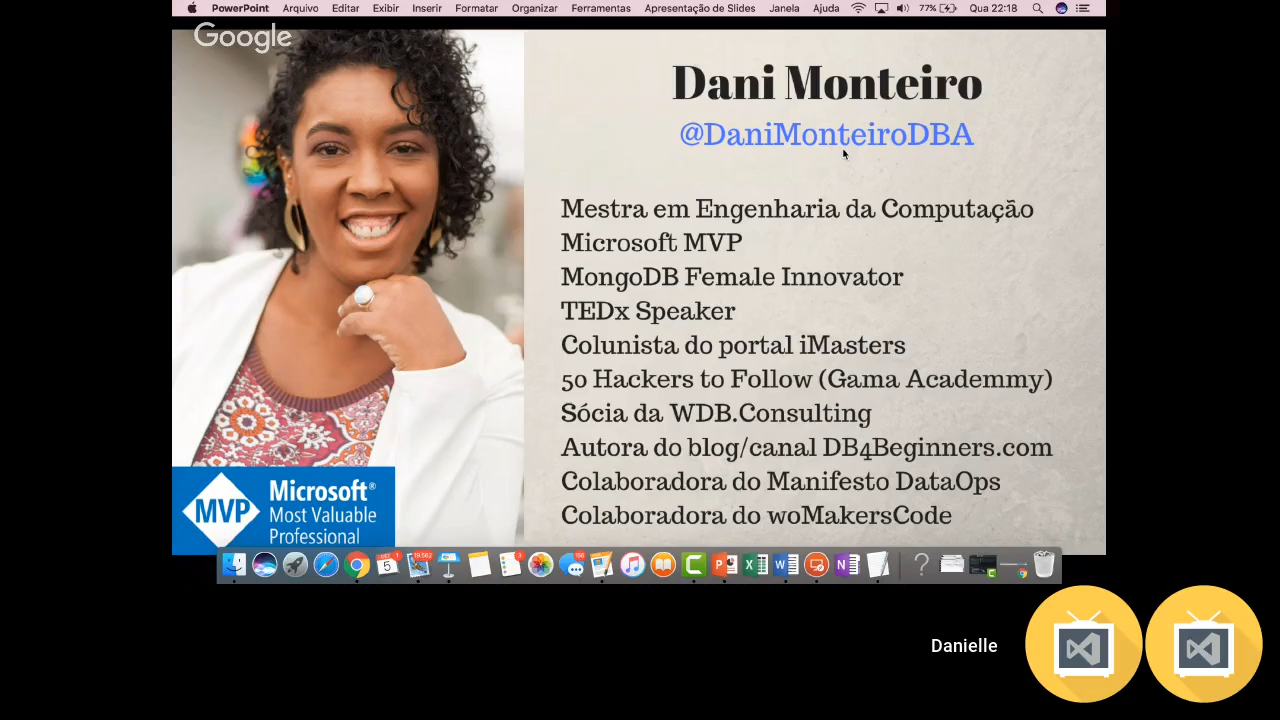 PowerPoint Arquivo Editar Exibir Inserir Formatar Organizar Ferramentas Apresentação de Slides Janela Ajuda 77% Qua 22:18
Google
Dani Monteiro
@DaniMonteiroDBA
Mestra em Engenharia da Computação
Microsoft MVP
MongoDB Female Innovator
TEDx Speaker
Colunista do portal iMasters
50 Hackers to Follow (Gama Academmy)
Sócia da WDB.Consulting
Autora do blog/canal DB4Beginners.com
Colaboradora do Manifesto DataOps
Colaboradora do woMakersCode
MVP
Microsoft®
Most Valuable
Professional
Danielle